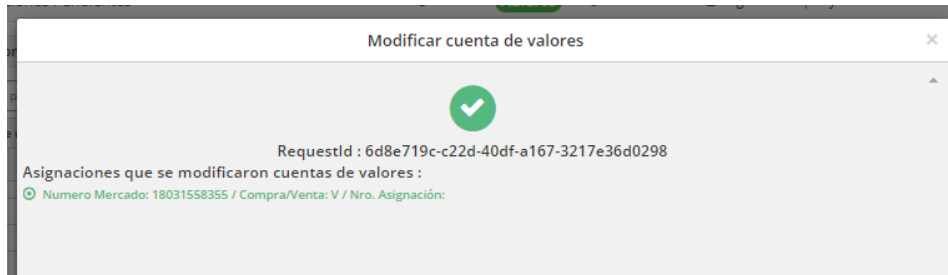 Modificar cuenta de valores
RequestId : 6d8e719c-c22d-40df-a167-3217e36d0298
Asignaciones que se modificaron cuentas de valores :
Numero Mercado: 18031558355 / Compra/Venta: V / Nro. Asignación: